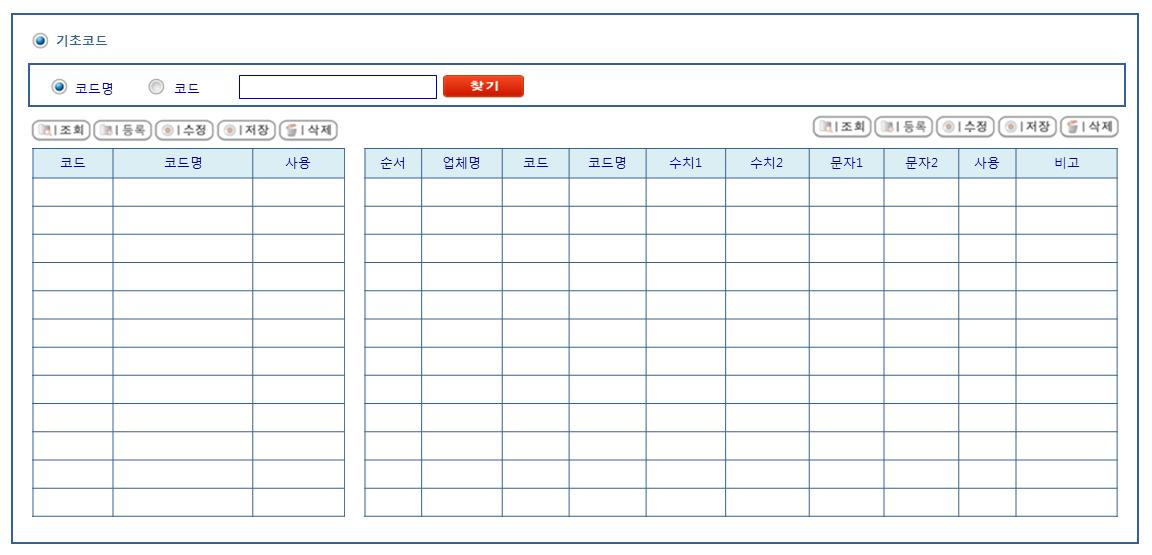 기초코드
코드명 코드 찾기
조회 등록 수정 저장 삭제 조회 등록 수정 저장 삭제
코드 코드명 사용 순서 업체명 코드 코드명 수치1 수치2 문자1 문자2 사용 비고